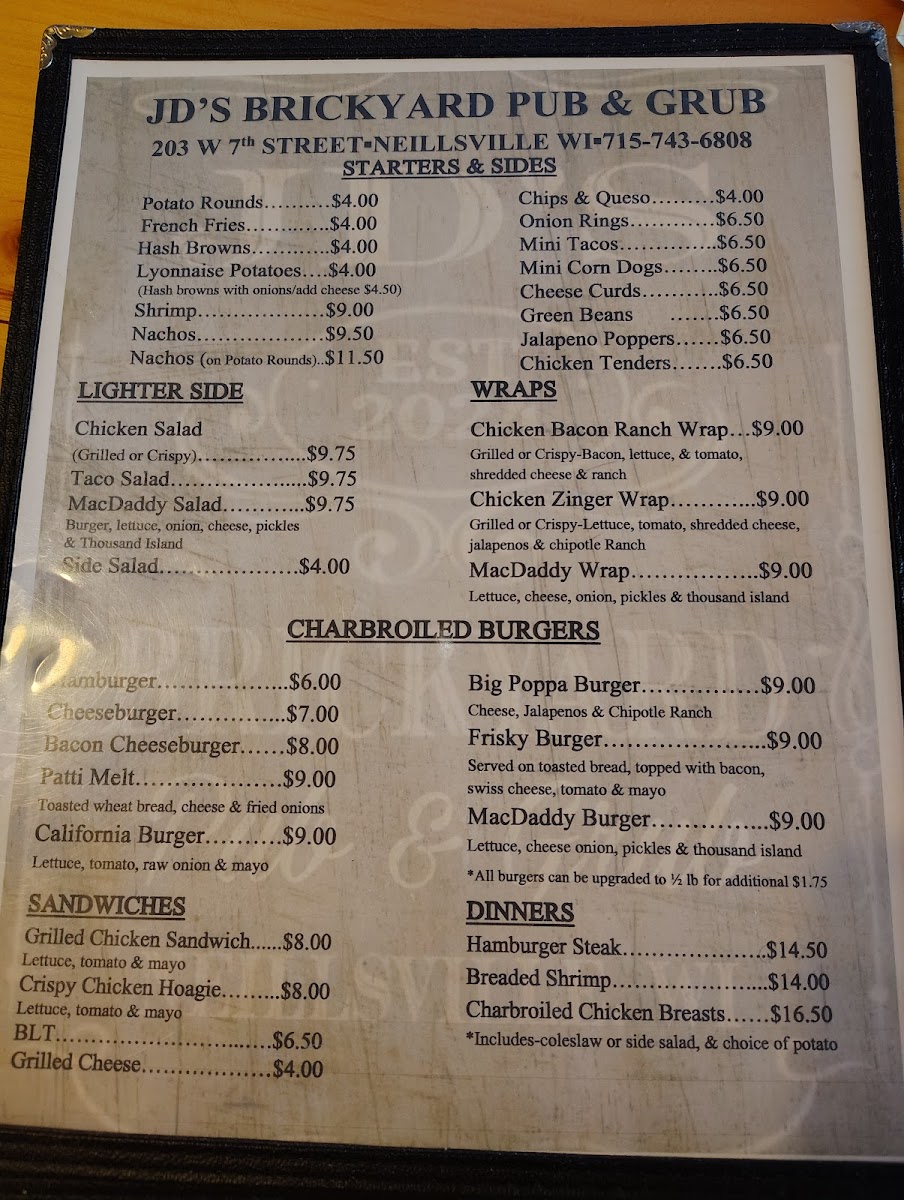 JD'S BRICKYARD PUB & GRUB
203 W 7th STREET▪NEILLSVILLE WI▪715-743-6808
STARTERS & SIDES
Potato Rounds..........$4.00
French Fries..............$4.00
Hash Browns............$4.00
Lyonnaise Potatoes....$4.00
(Hash browns with onions/add cheese $4.50)
Shrimp......................$9.00
Nachos......................$9.50
Nachos (on Potato Rounds)..$11.50
Chips & Queso.........$4.00
Onion Rings............$6.50
Mini Tacos..............$6.50
Mini Corn Dogs........$6.50
Cheese Curds...........$6.50
Green Beans .......$6.50
Jalapeno Poppers......$6.50
Chicken Tenders.......$6.50
LIGHTER SIDE
Chicken Salad
(Grilled or Crispy)................$9.75
Taco Salad....................$9.75
MacDaddy Salad............$9.75
Burger, lettuce, onion, cheese, pickles
& Thousand Island
Side Salad....................$4.00
WRAPS
Chicken Bacon Ranch Wrap...$9.00
Grilled or Crispy-Bacon, lettuce, & tomato,
shredded cheese & ranch
Chicken Zinger Wrap............$9.00
Grilled or Crispy-Lettuce, tomato, shredded cheese,
jalapenos & chipotle Ranch
MacDaddy Wrap..................$9.00
Lettuce, cheese, onion, pickles & thousand island
CHARBROILED BURGERS
Hamburger...................$6.00
Cheeseburger...............$7.00
Bacon Cheeseburger......$8.00
Patti Melt.....................$9.00
Toasted wheat bread, cheese & fried onions
California Burger..........$9.00
Lettuce, tomato, raw onion & mayo
Big Poppa Burger...............$9.00
Cheese, Jalapenos & Chipotle Ranch
Frisky Burger.....................$9.00
Served on toasted bread, topped with bacon,
swiss cheese, tomato & mayo
MacDaddy Burger...............$9.00
Lettuce, cheese onion, pickles & thousand island
*All burgers can be upgraded to ½ lb for additional $1.75
SANDWICHES
Grilled Chicken Sandwich......$8.00
Lettuce, tomato & mayo
Crispy Chicken Hoagie.........$8.00
Lettuce, tomato & mayo
BLT..............................$6.50
Grilled Cheese..................$4.00
DINNERS
Hamburger Steak....................$14.50
Breaded Shrimp......................$14.00
Charbroiled Chicken Breasts......$16.50
*Includes-coleslaw or side salad, & choice of potato